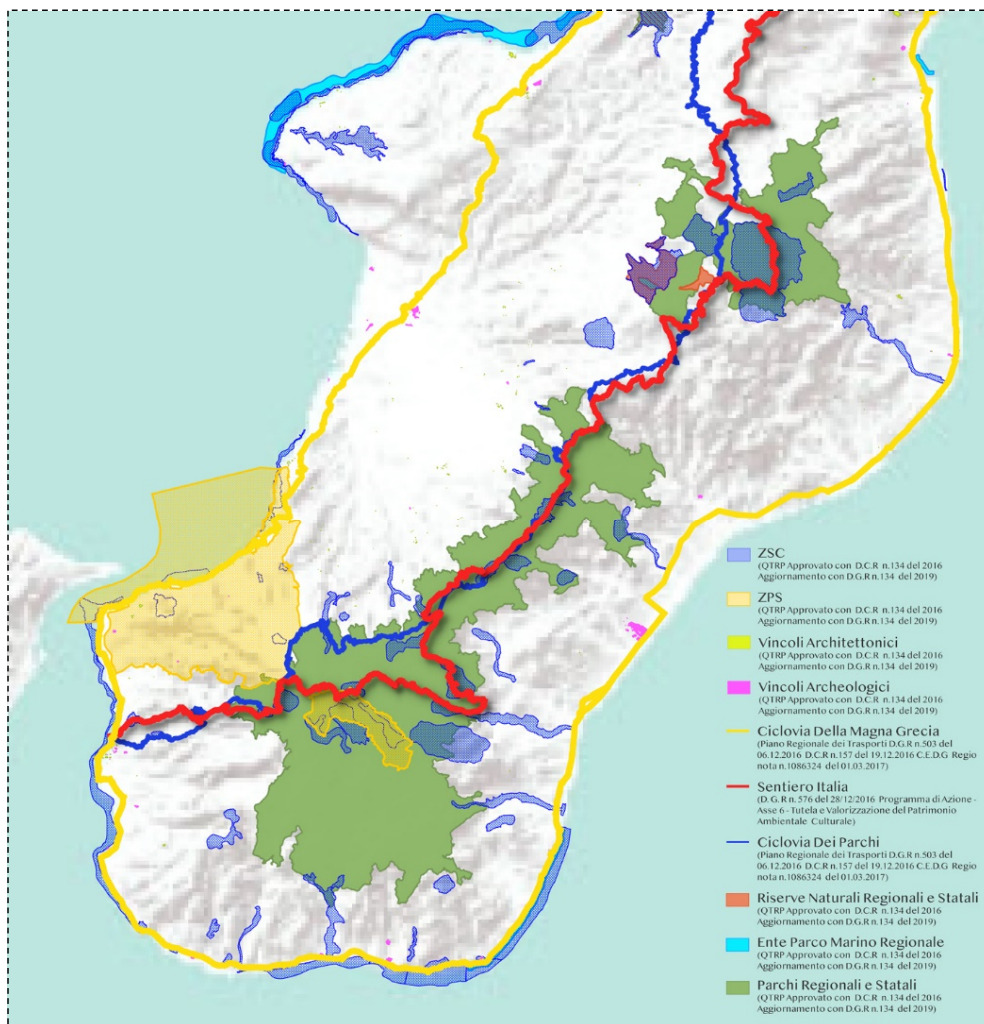 ZSC
(QTRP Approvato con D.C.R n.134 del 2016
Aggiornamento con D.G.R n.134 del 2019)
ZPS
(QTRP Approvato con D.C.R n.134 del 2016
Aggiornamento con D.G.R n.134 del 2019)
Vincoli Architettonici
(QTRP Approvato con D.C.R n.134 del 2016
Aggiornamento con D.G.R n.134 del 2019)
Vincoli Archeologici
(QTRP Approvato con D.C.R n.134 del 2016
Aggiornamento con D.G.R n.134 del 2019)
Ciclovia Della Magna Grecia
(Piano Regionale dei Trasporti D.G.R n.503 del
06.12.2016 D.C.R n.157 del 19.12.2016 C.E.D.G Regio
nota n.1086324 del 01.03.2017)
Sentiero Italia
(D. G. R n. 576 del 28/12/2016 Programma di Azione -
Asse 6 - Tutela e Valorizzazione del Patrimonio
Ambientale Culturale)
Ciclovia Dei Parchi
(Piano Regionale dei Trasporti D.G.R n.503 del
06.12.2016 D.C.R n.157 del 19.12.2016 C.E.D.G Regio
nota n.1086324 del 01.03.2017)
Riserve Naturali Regionali e Statali
(QTRP Approvato con D.C.R n.134 del 2016
Aggiornamento con D.G.R n.134 del 2019)
Ente Parco Marino Regionale
(QTRP Approvato con D.C.R n.134 del 2016
Aggiornamento con D.G.R n.134 del 2019)
Parchi Regionali e Statali
(QTRP Approvato con D.C.R n.134 del 2016
Aggiornamento con D.G.R n.134 del 2019)